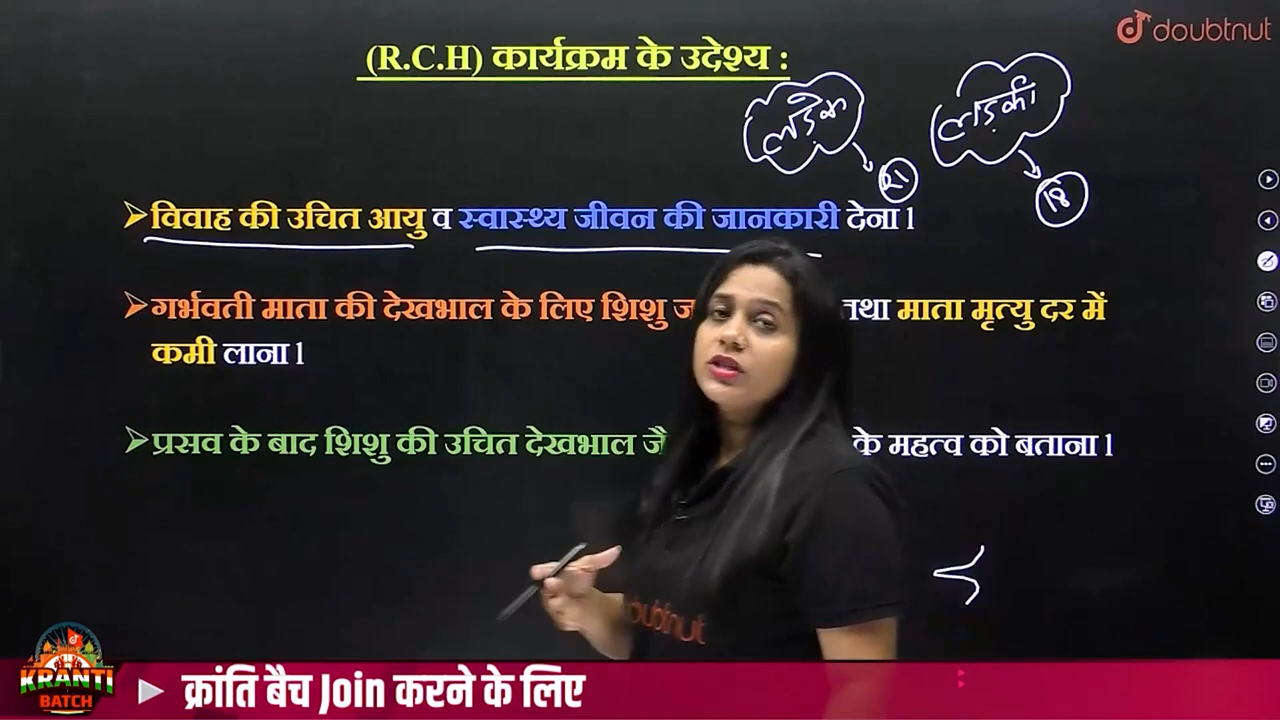 doubtnut
(R.C.H) कार्यक्रम के उदेश्य :
लड़के
लड़की
21
18
➢विवाह की उचित आयु व स्वास्थ्य जीवन की जानकारी देना l
➢गर्भवती माता की देखभाल के लिए शिशु तथा माता मृत्यु दर में
कमी लाना l
➢प्रसव के बाद शिशु की उचित देखभाल के महत्व को बताना l
doubtnut
KRANTI
BATCH
क्रांति बैच Join करने के लिए